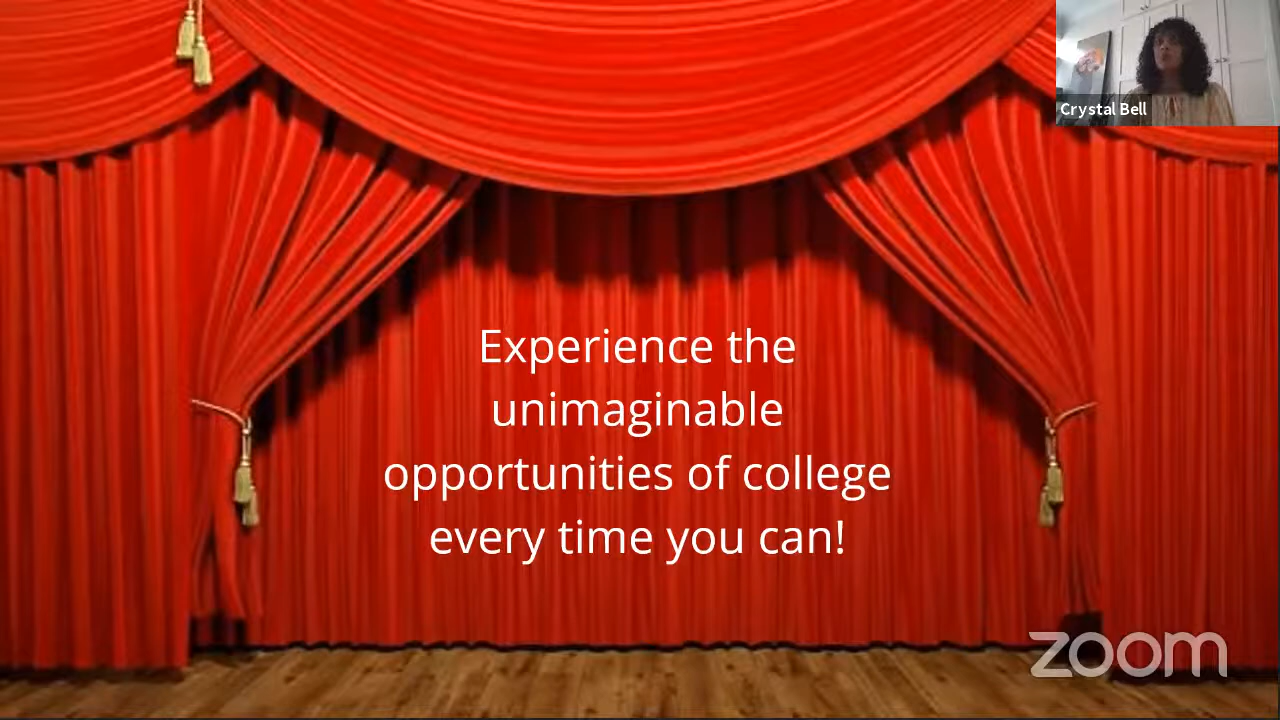 Crystal Bell
Experience the
unimaginable
opportunities of college
every time you can!
zoom